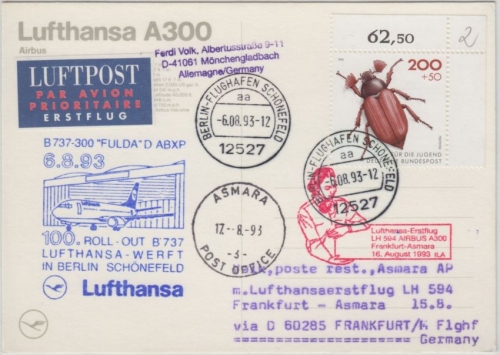 Lufthansa A300
Airbus
LUFTPOST
PAR AVION
PRIORITAIRE
ERSTFLUG
Ferdi Volk, Albertusstraße 9-11
D-41061 Mönchengladbach
Allemagne/Germany
62,50
2
200
+50
FÜR DIE JUGEND
DEUTSCHE BUNDESPOST
BERLIN-FLUGHAFEN SCHÖNEFELD
aa
-6.08.93-12
12527
BERLIN-FLUGHAFEN SCHÖNEFELD
aa
-6.08.93-12
12527
B737-300 "FULDA" D ABXP
6.8.93
100. ROLL-OUT B 737
LUFTHANSA-WERFT
IN BERLIN SCHÖNEFELD
Lufthansa
ASMARA
-8-93
-3-
POST OFFICE
Lufthansa-Erstflug
LH 594 AIRBUS A300
Frankfurt-Asmara
16. August 1993
poste rest., Asmara AP
m.Lufthansaerstflug LH 594
Frankfurt - Asmara 15.8.
via D 60285 FRANKFURT/M Flghf
Germany